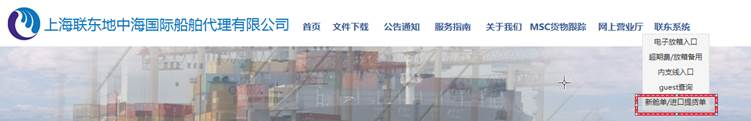 上海联东地中海国际船舶代理有限公司
首页 文件下载 公告通知 服务指南 关于我们 MSC货物跟踪 网上营业厅 联东系统
电子放箱入口
超期费/放箱备用
内支线入口
guest查询
新舱单/进口提货单